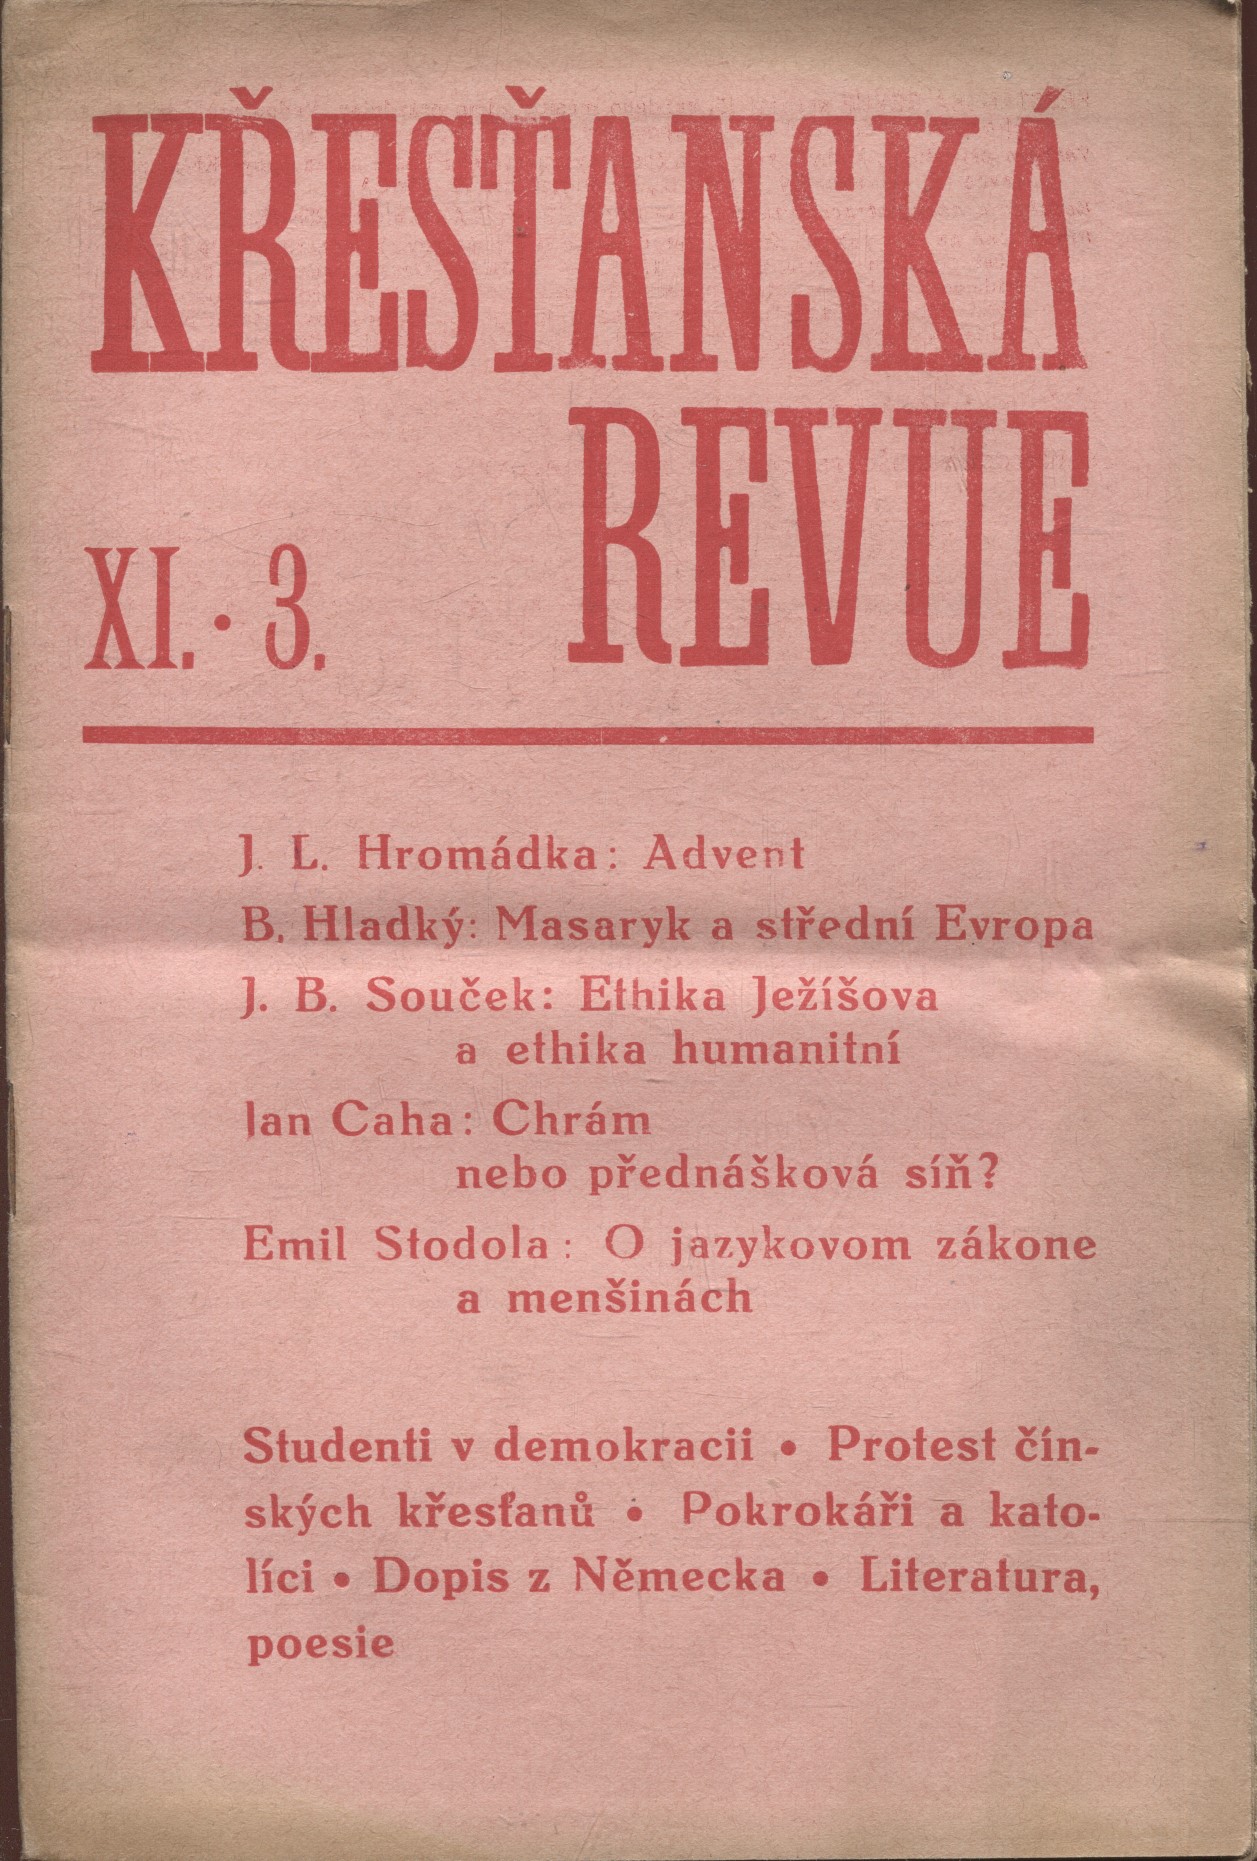 KŘESŤANSKÁ
REVUE
XI. • 3.
J. L. Hromádka: Advent
B. Hladký: Masaryk a střední Evropa
J. B. Souček: Ethika Ježíšova
a ethika humanitní
Jan Caha: Chrám
nebo přednášková síň?
Emil Stodola: O jazykovom zákone
a menšinách
Studenti v demokracii • Protest čín-
ských křesťanů • Pokrokáři a kato-
líci • Dopis z Německa • Literatura,
poesie